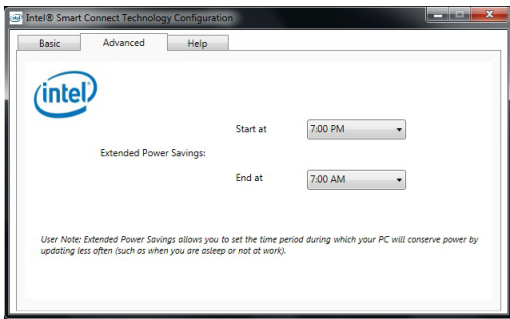 Intel® Smart Connect Technology Configuration
Basic Advanced Help
intel
Start at 7:00 PM
Extended Power Savings:
End at 7:00 AM
User Note: Extended Power Savings allows you to set the time period during which your PC will conserve power by
updating less often (such as when you are asleep or not at work).